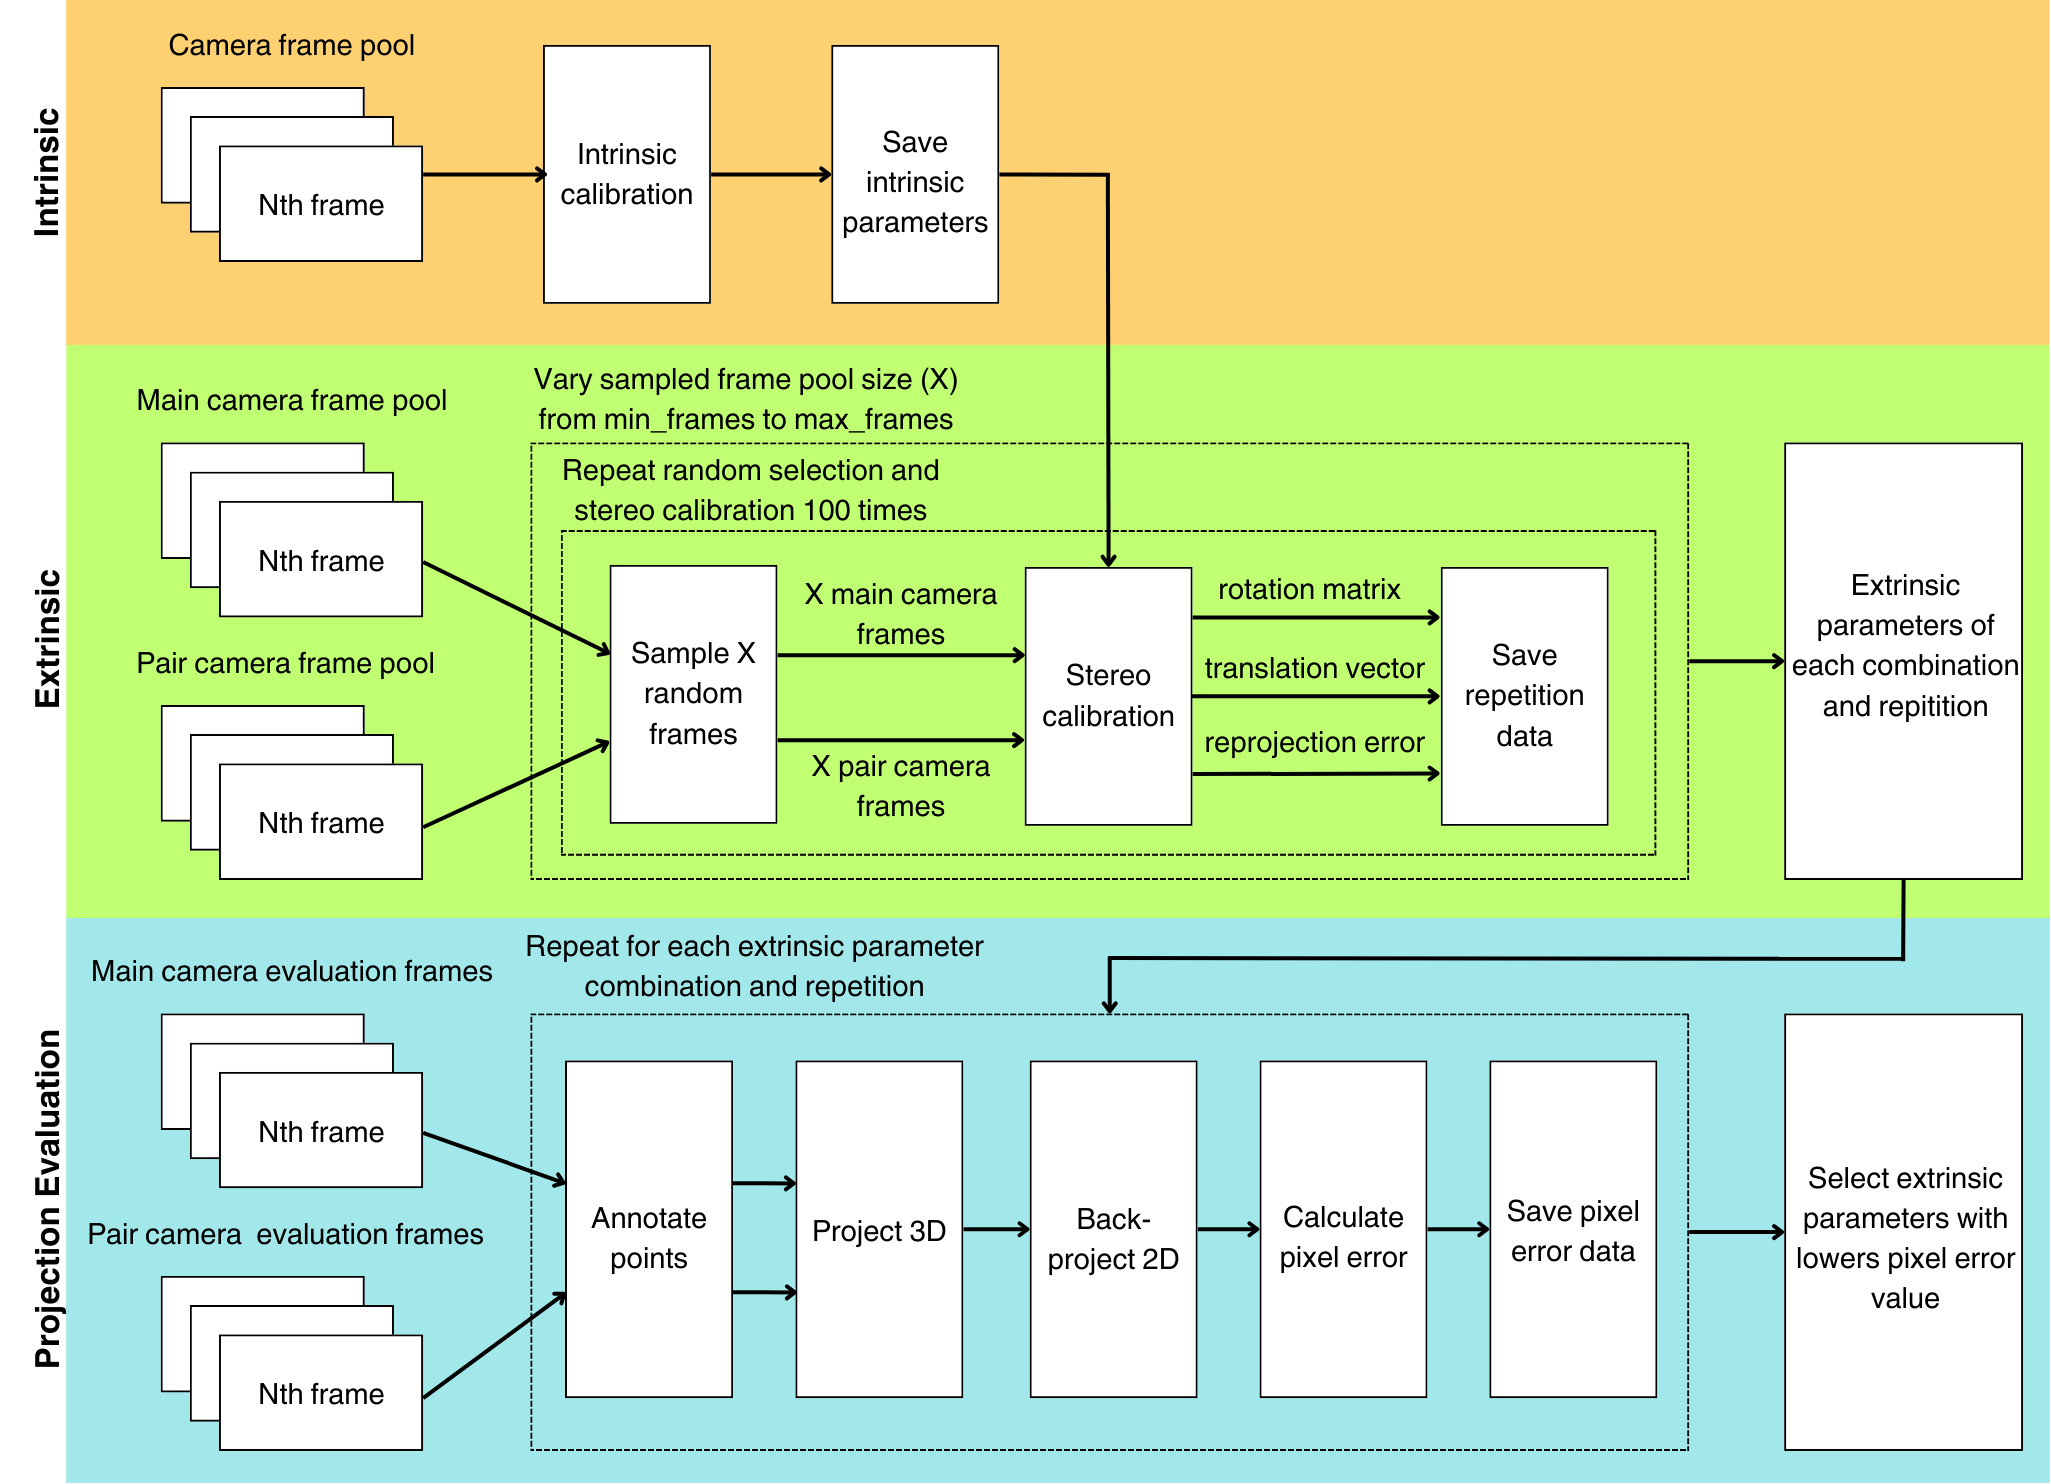 Intrinsic
Camera frame pool
Nth frame
Intrinsic
calibration
Save
intrinsic
parameters
Extrinsic
Main camera frame pool
Nth frame
Pair camera frame pool
Nth frame
Vary sampled frame pool size (X)
from min_frames to max_frames
Repeat random selection and
stereo calibration 100 times
Sample X
random
frames
X main camera
frames
X pair camera
frames
Stereo
calibration
rotation matrix
translation vector
reprojection error
Save
repetition
data
Extrinsic
parameters of
each combination
and repitition
Projection Evaluation
Main camera evaluation frames
Nth frame
Pair camera  evaluation frames
Nth frame
Repeat for each extrinsic parameter
combination and repetition
Annotate
points
Project 3D
Back-
project 2D
Calculate
pixel error
Save pixel
error data
Select extrinsic
parameters with
lowers pixel error
value